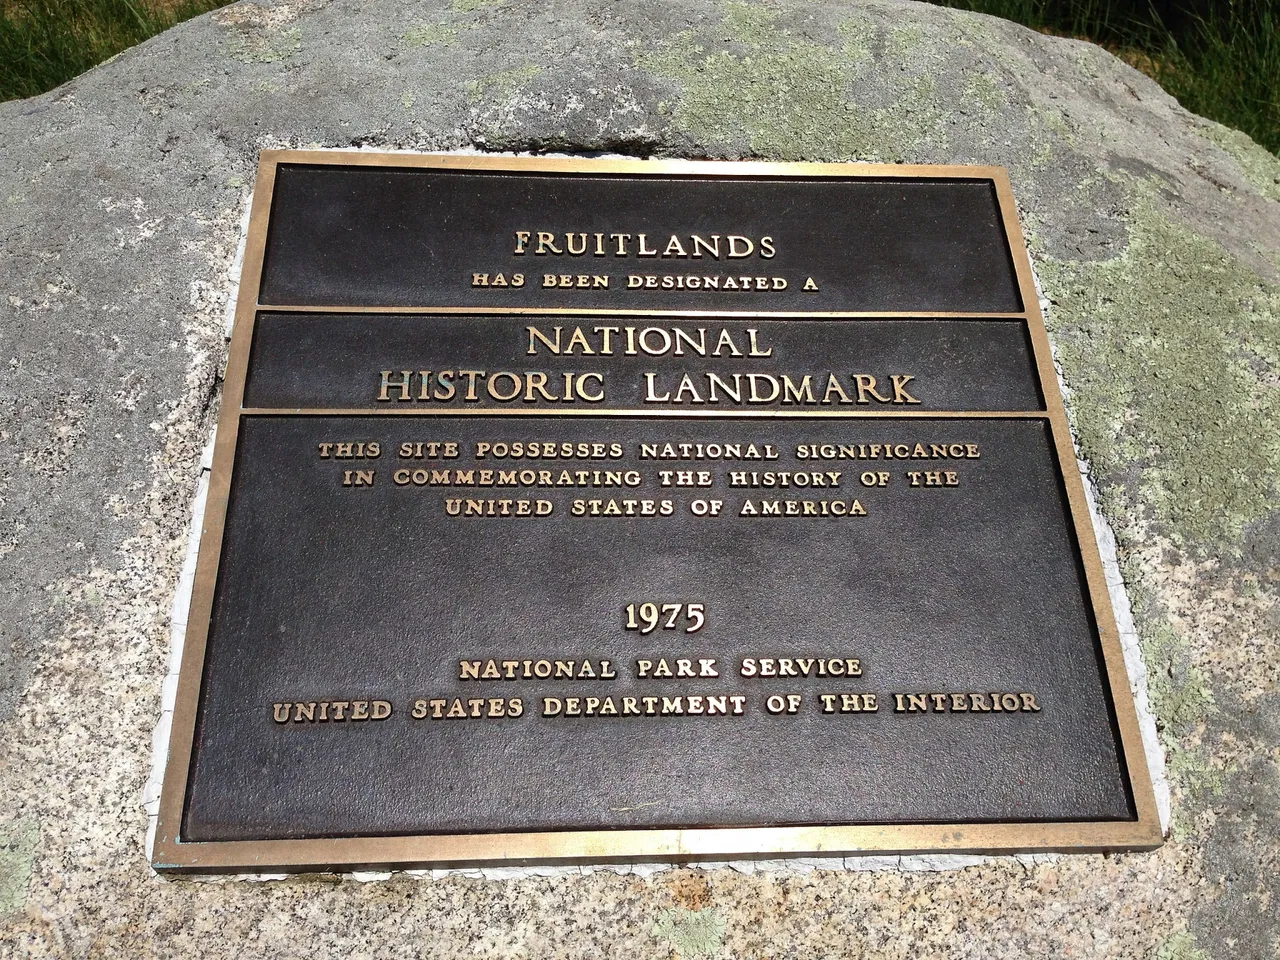 FRUITLANDS
HAS BEEN DESIGNATED A
NATIONAL
HISTORIC LANDMARK
THIS SITE POSSESSES NATIONAL SIGNIFICANCE
IN COMMEMORATING THE HISTORY OF THE
UNITED STATES OF AMERICA
1975
NATIONAL PARK SERVICE
UNITED STATES DEPARTMENT OF THE INTERIOR